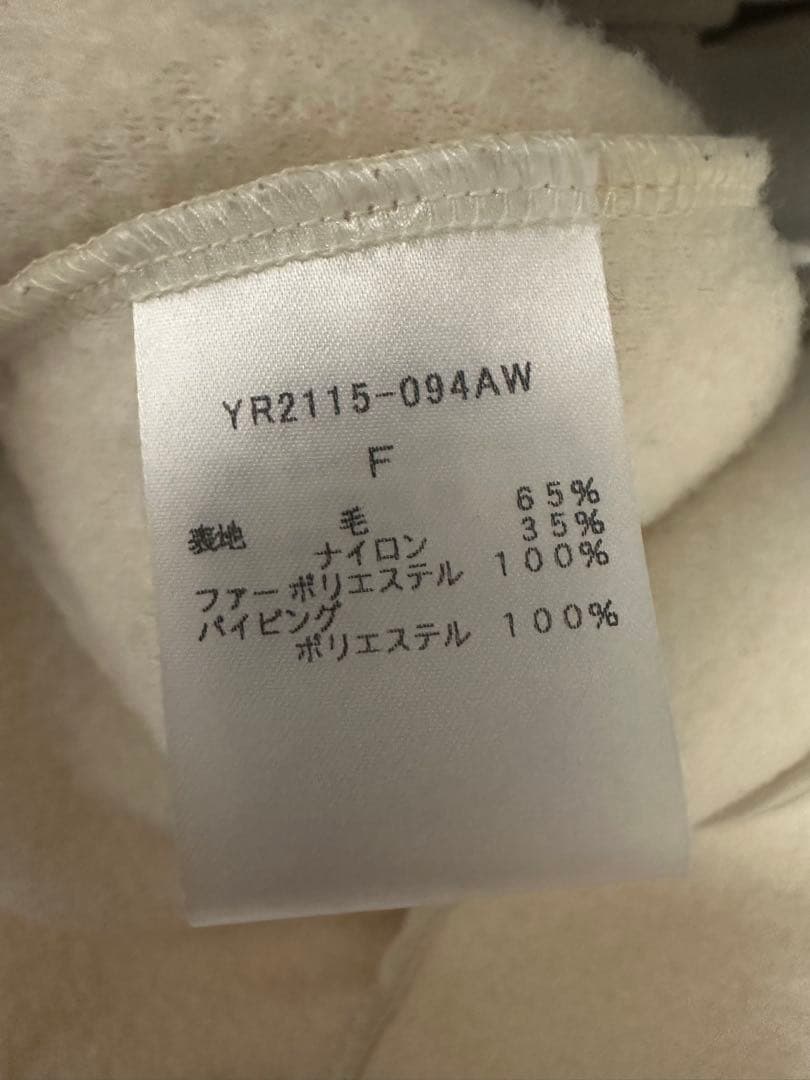 YR2115-094AW
F
表地 毛 65%
ナイロン 35%
ファーポリエステル 100%
パイピング
ポリエステル 100%